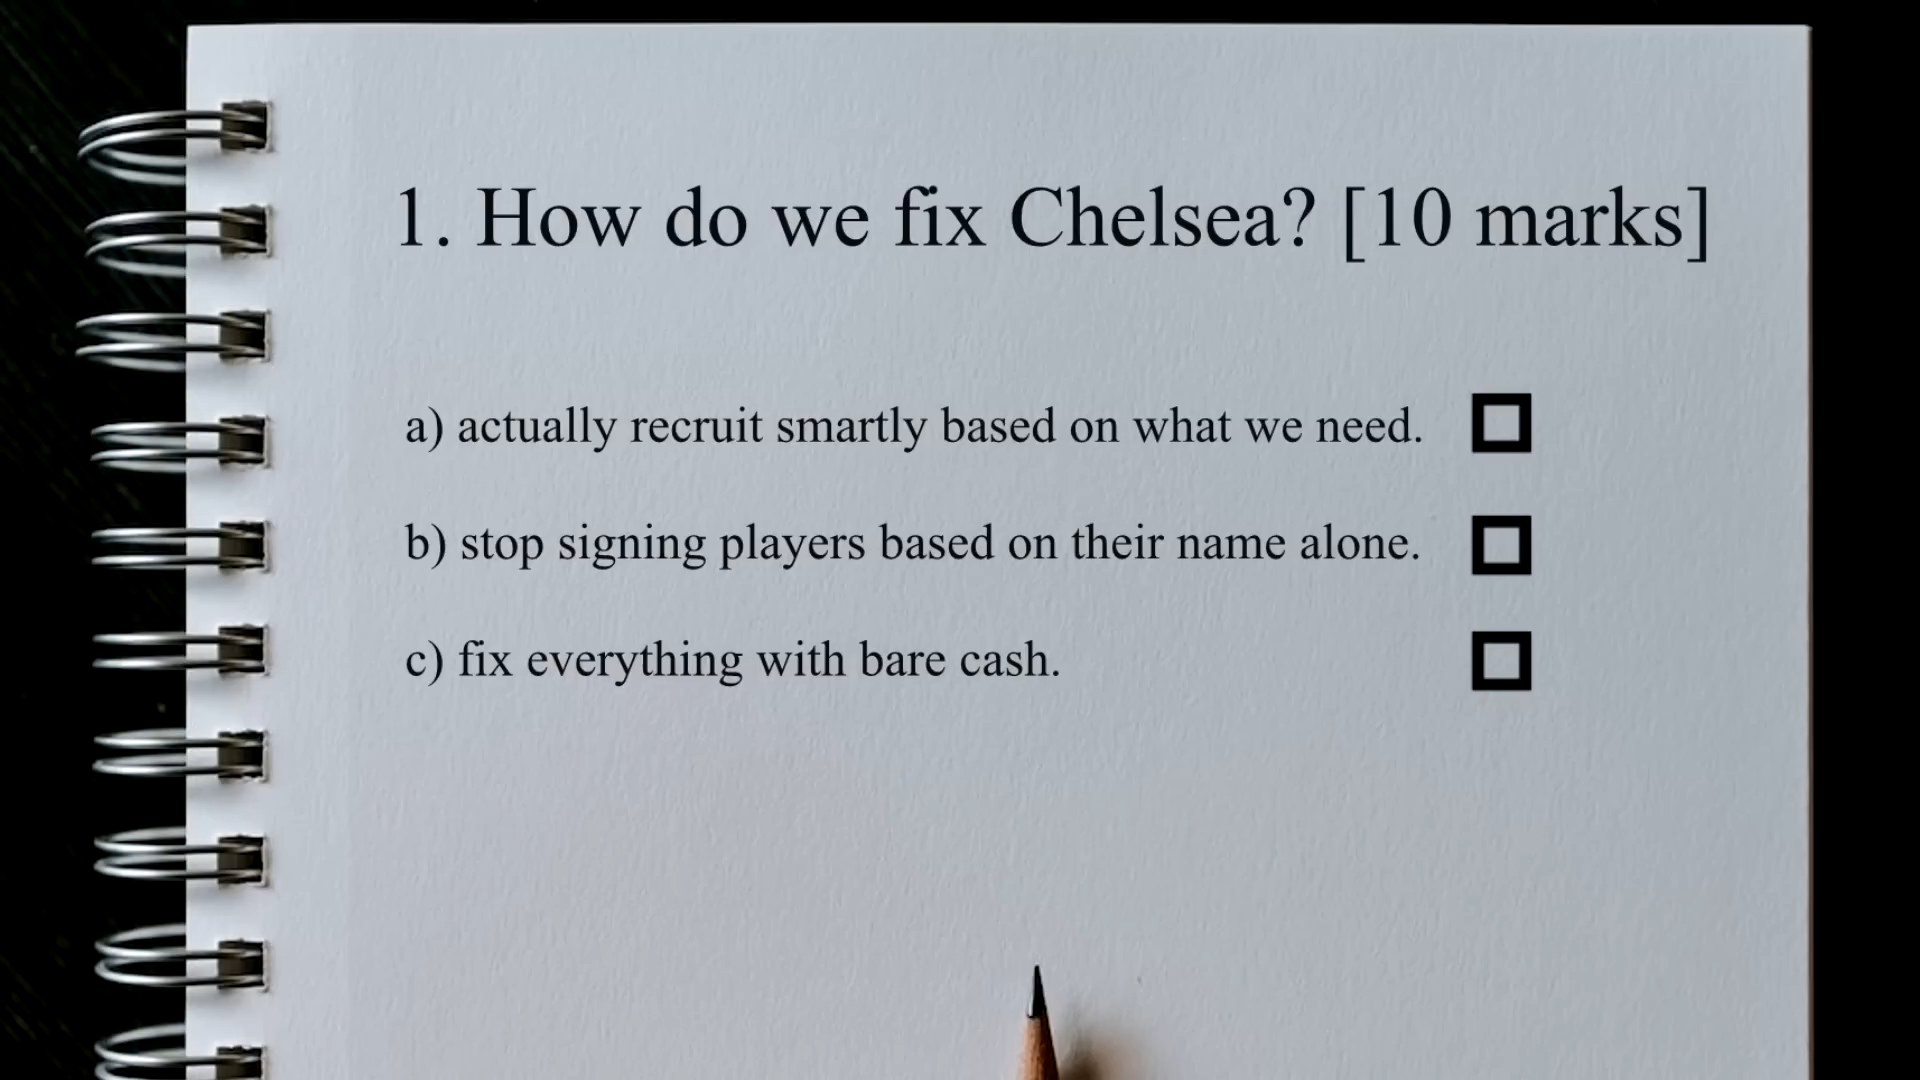 1. How do we fix Chelsea? [10 marks]
a) actually recruit smartly based on what we need.
b) stop signing players based on their name alone.
c) fix everything with bare cash.